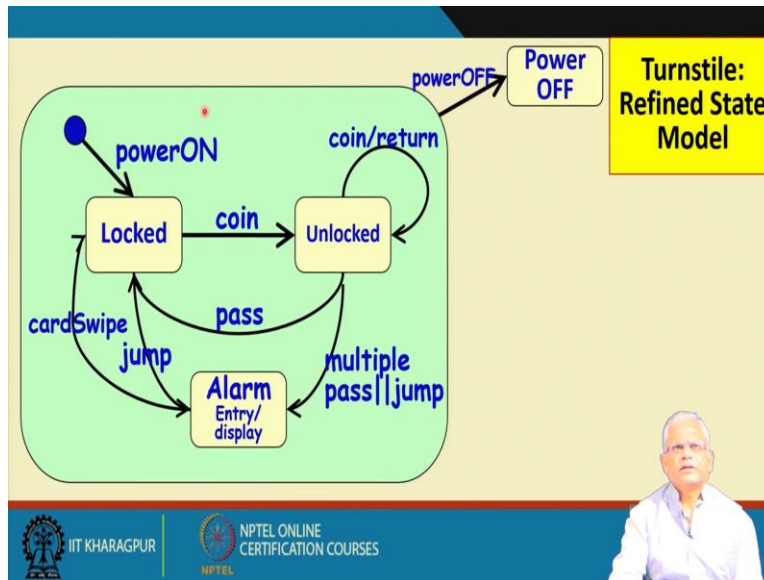 Turnstile:
Refined State
Model
Power
OFF
powerOFF
powerON
coin/return
Locked
coin
Unlocked
cardSwipe
pass
jump
multiple
pass||jump
Alarm
Entry/
display
IIT KHARAGPUR
NPTEL
NPTEL ONLINE
CERTIFICATION COURSES